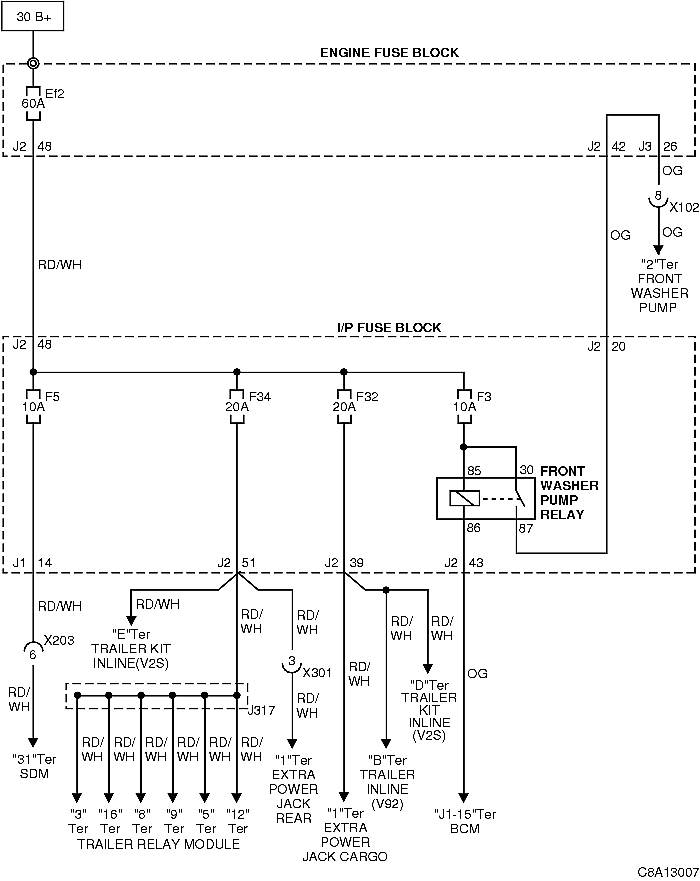 30 B+
ENGINE FUSE BLOCK
Ef2
60A
J2 48
J2 42 J3 26
OG
8
X102
OG
OG
RD/WH
"2"Ter
FRONT
WASHER
PUMP
I/P FUSE BLOCK
J2 48
J2 20
F5
10A
F34
20A
F32
20A
F3
10A
85
30
FRONT
WASHER
PUMP
RELAY
86
87
J1 14
J2 51
J2 39
J2 43
RD/WH
RD/WH
RD/
WH
RD/
WH
RD/
WH
RD/
WH
X203
6
"E"Ter
TRAILER KIT
INLINE(V2S)
3
X301
RD/
WH
OG
"D"Ter
TRAILER
KIT
INLINE
(V2S)
RD/
WH
RD/
WH
J317
RD/
WH
RD/
WH
RD/
WH
RD/
WH
RD/
WH
RD/
WH
"31"Ter
SDM
"1"Ter
EXTRA
POWER
JACK
REAR
"B"Ter
TRAILER
INLINE
(V92)
"3"
Ter
"16"
Ter
"8"
Ter
"9"
Ter
"5"
Ter
"12"
Ter
TRAILER RELAY MODULE
"1"Ter
EXTRA
POWER
JACK CARGO
"J1-15"Ter
BCM
C8A13007